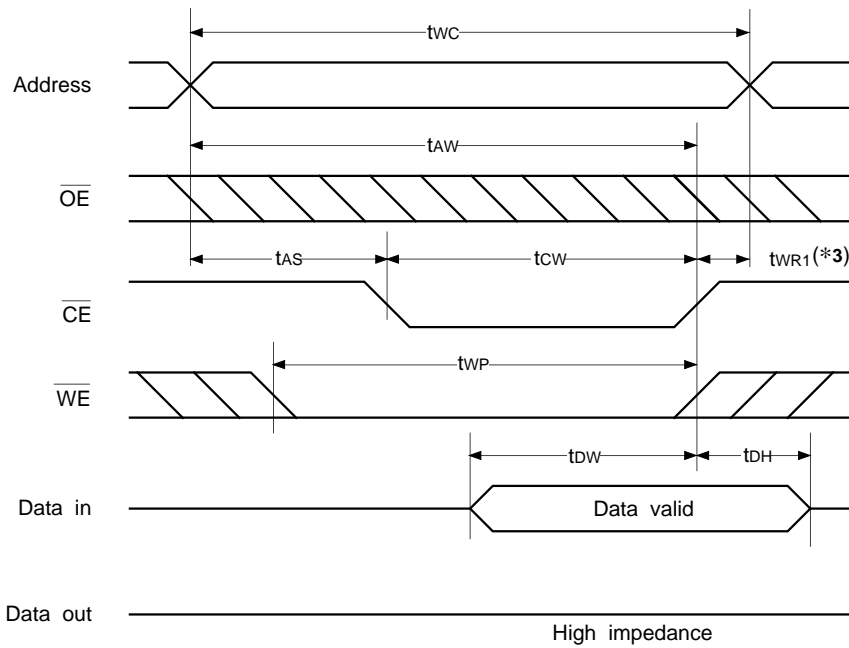 tWC
Address
tAW
OE
tAS
tCW
tWR1(*3)
CE
tWP
WE
tDW
tDH
Data in
Data valid
Data out
High impedance